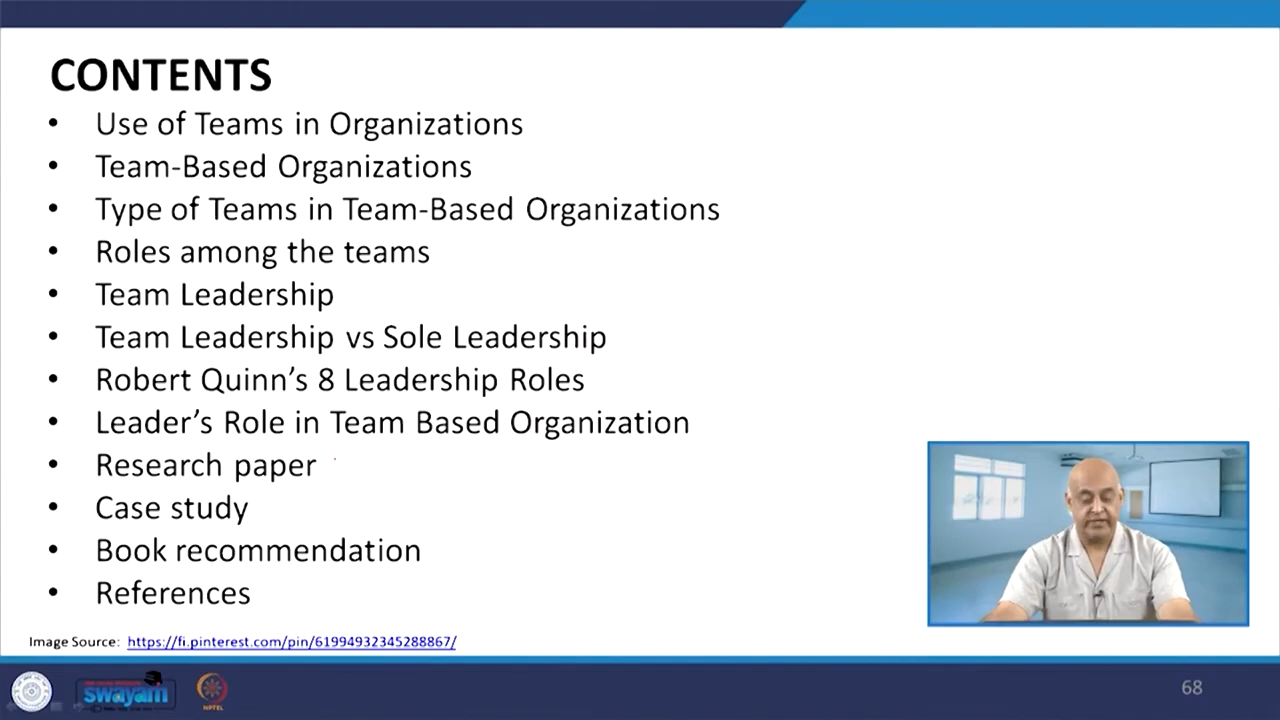 CONTENTS
• Use of Teams in Organizations
• Team-Based Organizations
• Type of Teams in Team-Based Organizations
• Roles among the teams
• Team Leadership
• Team Leadership vs Sole Leadership
• Robert Quinn’s 8 Leadership Roles
• Leader’s Role in Team Based Organization
• Research paper
• Case study
• Book recommendation
• References
Image Source: https://fi.pinterest.com/pin/61994932345288867/
swayam
NPTEL
68